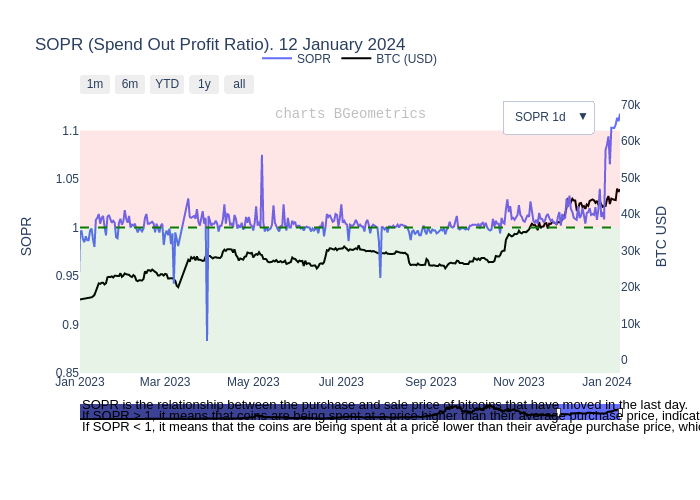 SOPR (Spend Out Profit Ratio). 12 January 2024
SOPR BTC (USD)
1m 6m YTD 1y all
charts BGeometrics
SOPR 1d ▼
70k
60k
50k
40k
30k
20k
10k
0
BTC USD
1.1
1.05
1
0.95
0.9
0.85
SOPR
Jan 2023 Mar 2023 May 2023 Jul 2023 Sep 2023 Nov 2023 Jan 2024
SOPR is the relationship between the purchase and sale price of bitcoins that have moved in the last day.
If SOPR > 1, it means that coins are being spent at a price higher than their average purchase price, indicat
If SOPR < 1, it means that the coins are being spent at a price lower than their average purchase price, whic